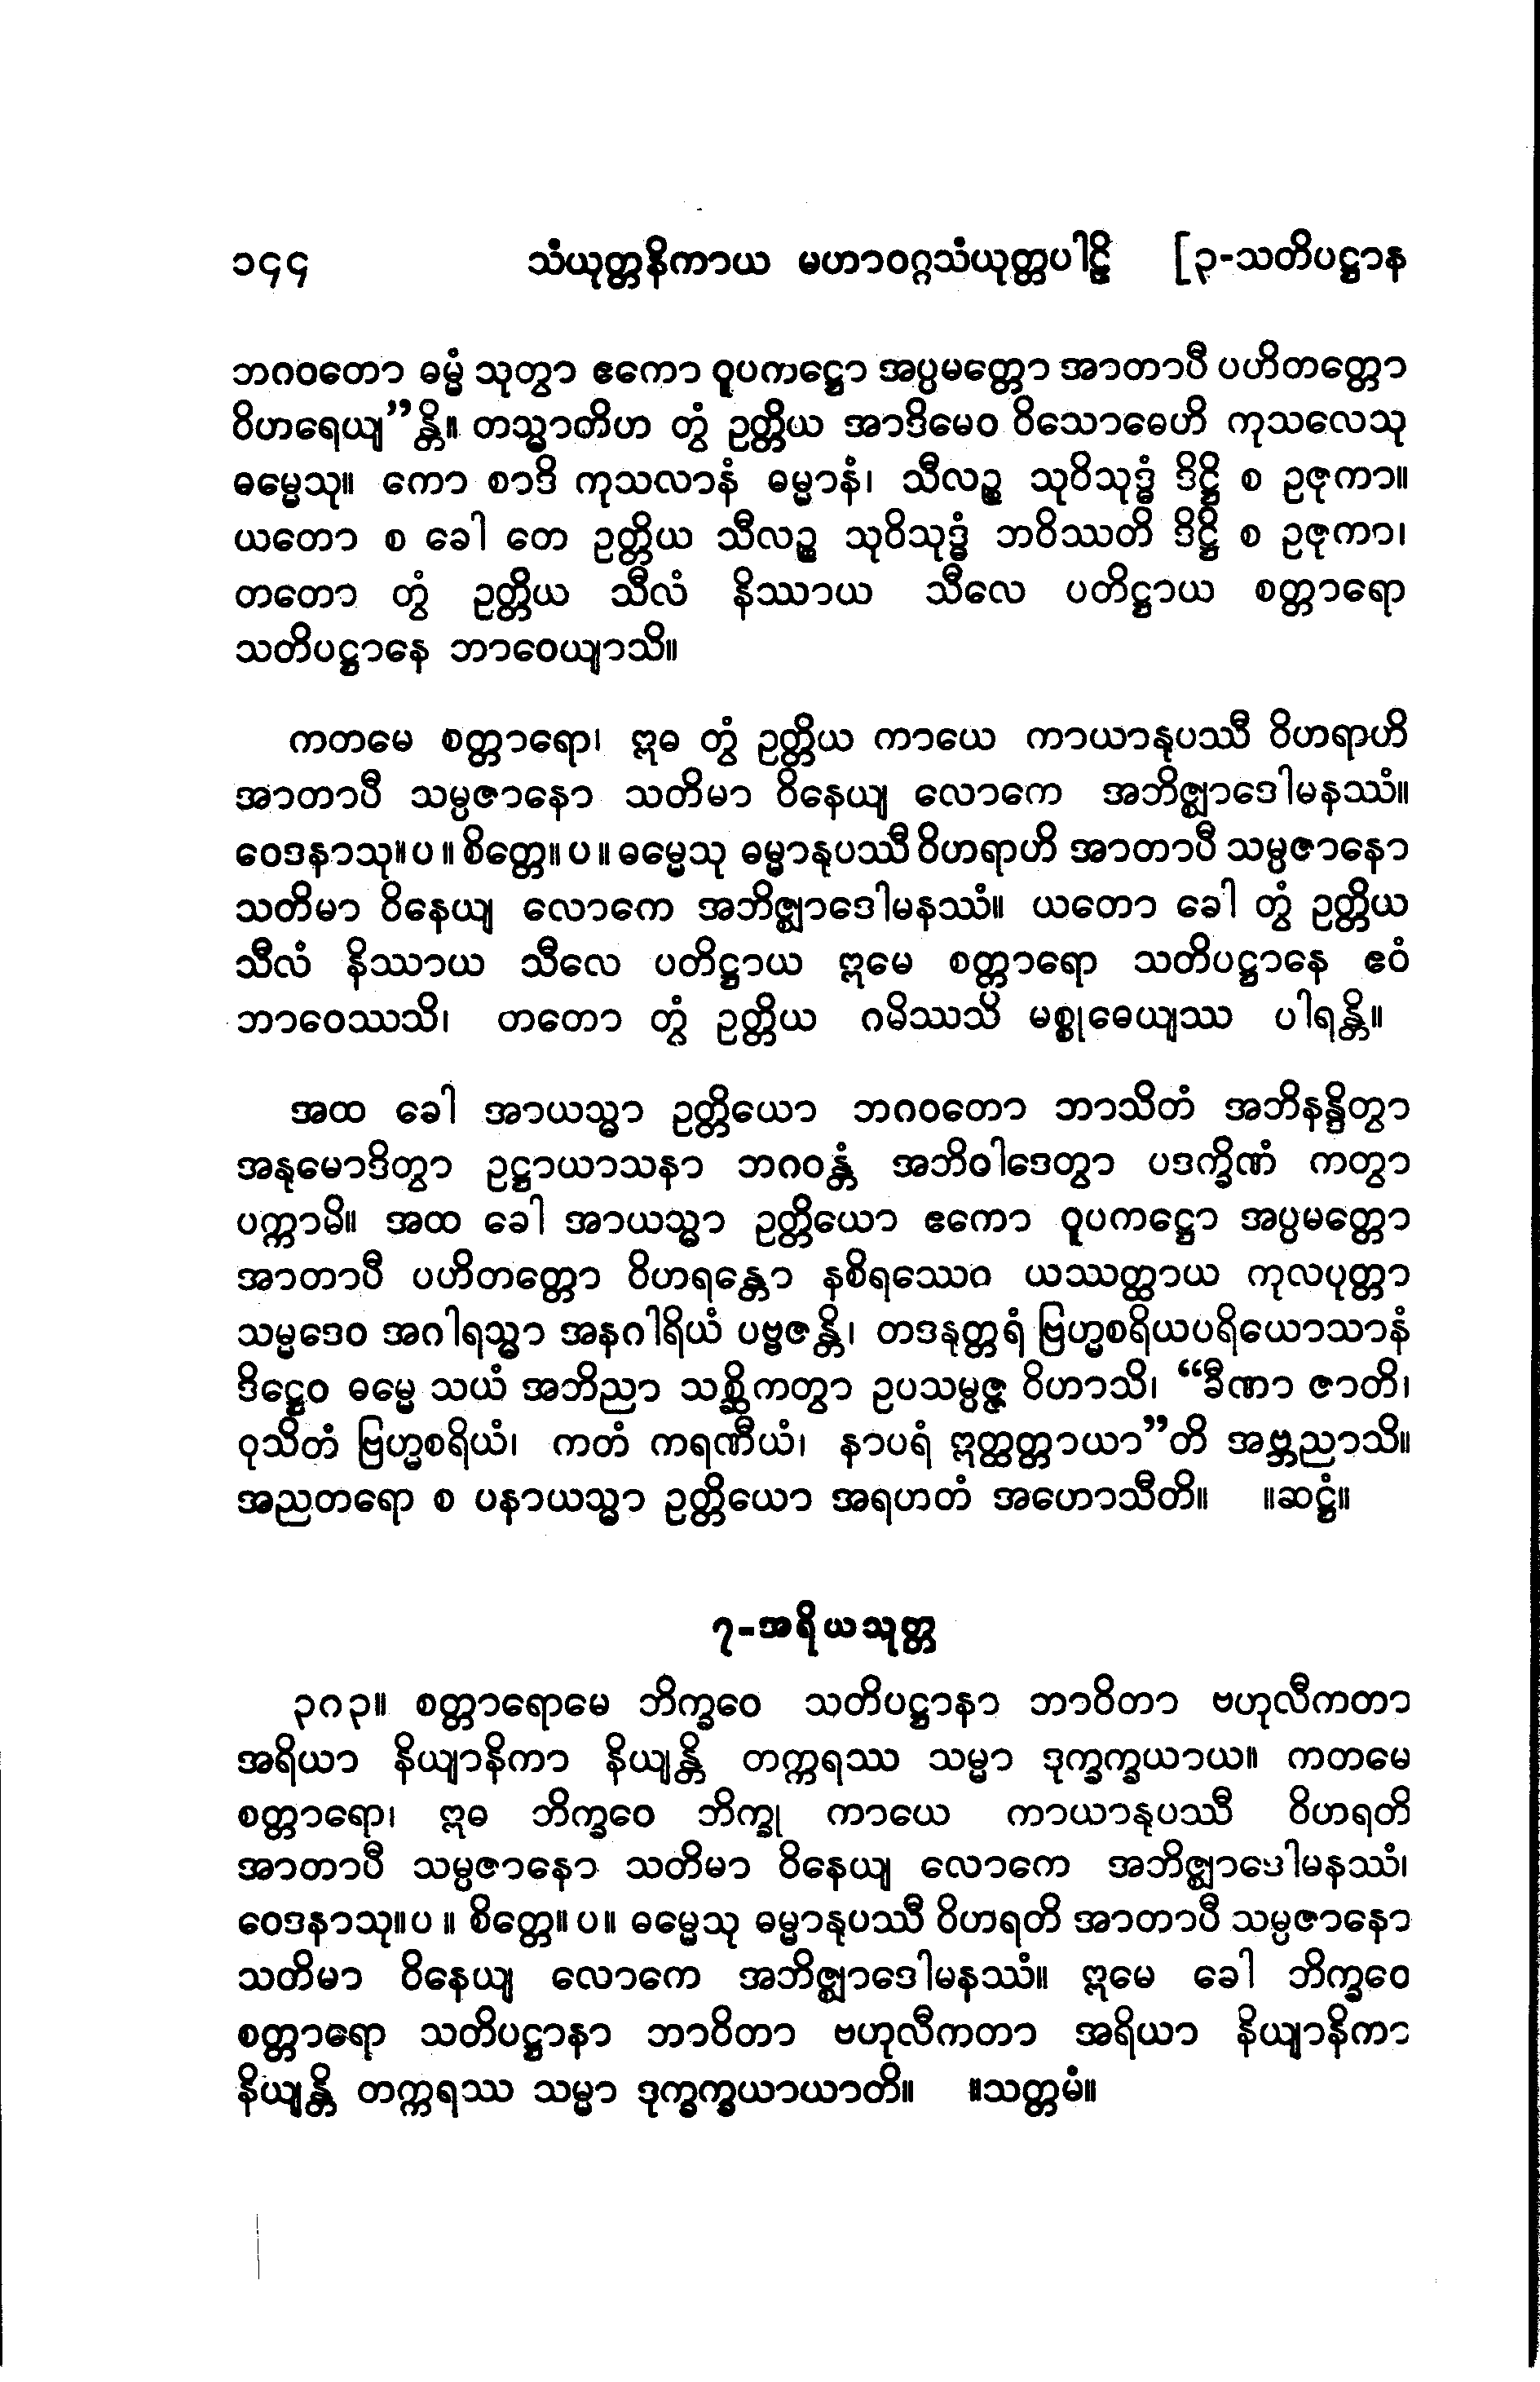 ၁၄၄ သံယုတ္တနိကာယ မဟာဝဂ္ဂသံယုတ္တပါဠိ [၃-သတိပဋ္ဌာန
ဘဂဝတော ဓမ္မံ သုတွာ ဧကော ဝူပကဋ္ဌော အပ္ပမတ္တော အာတာပီ ပဟိတတ္တော
ဝိဟရေယျ”န္တိ။ တသ္မာတိဟ တွံ ဥတ္တိယ အာဒိမေဝ ဝိသောဓေဟိ ကုသလေသု
ဓမ္မေသု။ ကော စာဒိ ကုသလာနံ ဓမ္မာနံ၊ သီလဉ္စ သုဝိသုဒ္ဓံ ဒိဋ္ဌိ စ ဥဇုကာ။
ယတော စ ခေါ တေ ဥတ္တိယ သီလဉ္စ သုဝိသုဒ္ဓံ ဘဝိဿတိ ဒိဋ္ဌိ စ ဥဇုကာ၊
တတော တွံ ဥတ္တိယ သီလံ နိဿာယ သီလေ ပတိဋ္ဌာယ စတ္တာရော
သတိပဋ္ဌာနေ ဘာဝေယျာသိ။
ကတမေ စတ္တာရော၊ ဣဓ တွံ ဥတ္တိယ ကာယေ ကာယာနုပဿီ ဝိဟရာဟိ
အာတာပီ သမ္ပဇာနော သတိမာ ဝိနေယျ လောကေ အဘိဇ္ဈာဒေါမနဿံ။
ဝေဒနာသု။ပ။ စိတ္တေ။ပ။ ဓမ္မေသု ဓမ္မာနုပဿီ ဝိဟရာဟိ အာတာပီ သမ္ပဇာနော
သတိမာ ဝိနေယျ လောကေ အဘိဇ္ဈာဒေါမနဿံ။ ယတော ခေါ တွံ ဥတ္တိယ
သီလံ နိဿာယ သီလေ ပတိဋ္ဌာယ ဣမေ စတ္တာရော သတိပဋ္ဌာနေ ဧဝံ
ဘာဝေဿသိ၊ တတော တွံ ဥတ္တိယ ဂမိဿသိ မစ္စုဓေယျဿ ပါရန္တိ။
အထ ခေါ အာယသ္မာ ဥတ္တိယော ဘဂဝတော ဘာသိတံ အဘိနန္ဒိတွာ
အနုမောဒိတွာ ဥဋ္ဌာယာသနာ ဘဂဝန္တံ အဘိဝါဒေတွာ ပဒက္ခိဏံ ကတွာ
ပက္ကာမိ။ အထ ခေါ အာယသ္မာ ဥတ္တိယော ဧကော ဝူပကဋ္ဌော အပ္ပမတ္တော
အာတာပီ ပဟိတတ္တော ဝိဟရန္တော နစိရဿေဝ ယဿတ္ထာယ ကုလပုတ္တာ
သမ္မဒေဝ အဂါရသ္မာ အနဂါရိယံ ပဗ္ဗဇန္တိ၊ တဒနုတ္တရံ ဗြဟ္မစရိယပရိယောသာနံ
ဒိဋ္ဌေဝ ဓမ္မေ သယံ အဘိညာ သစ္ဆိကတွာ ဥပသမ္ပဇ္ဇ ဝိဟာသိ၊ “ခီဏာ ဇာတိ၊
ဝုသိတံ ဗြဟ္မစရိယံ၊ ကတံ ကရဏီယံ၊ နာပရံ ဣတ္ထတ္တာယာ”တိ အဗ္ဘညာသိ။
အညတရော စ ပနာယသ္မာ ဥတ္တိယော အရဟတံ အဟောသီတိ။ ။ဆဋ္ဌံ။
၇-အရိယသုတ္တ
၃၈၃။ စတ္တာရောမေ ဘိက္ခဝေ သတိပဋ္ဌာနာ ဘာဝိတာ ဗဟုလီကတာ
အရိယာ နိယျာနိကာ နိယျန္တိ တက္ကရဿ သမ္မာ ဒုက္ခက္ခယာယ။ ကတမေ
စတ္တာရော၊ ဣဓ ဘိက္ခဝေ ဘိက္ခု ကာယေ ကာယာနုပဿီ ဝိဟရတိ
အာတာပီ သမ္ပဇာနော သတိမာ ဝိနေယျ လောကေ အဘိဇ္ဈာဒေါမနဿံ၊
ဝေဒနာသု။ပ။ စိတ္တေ။ပ။ ဓမ္မေသု ဓမ္မာနုပဿီ ဝိဟရတိ အာတာပီ သမ္ပဇာနော
သတိမာ ဝိနေယျ လောကေ အဘိဇ္ဈာဒေါမနဿံ။ ဣမေ ခေါ ဘိက္ခဝေ
စတ္တာရော သတိပဋ္ဌာနာ ဘာဝိတာ ဗဟုလီကတာ အရိယာ နိယျာနိကာ
နိယျန္တိ တက္ကရဿ သမ္မာ ဒုက္ခက္ခယာယာတိ။ ။သတ္တမံ။